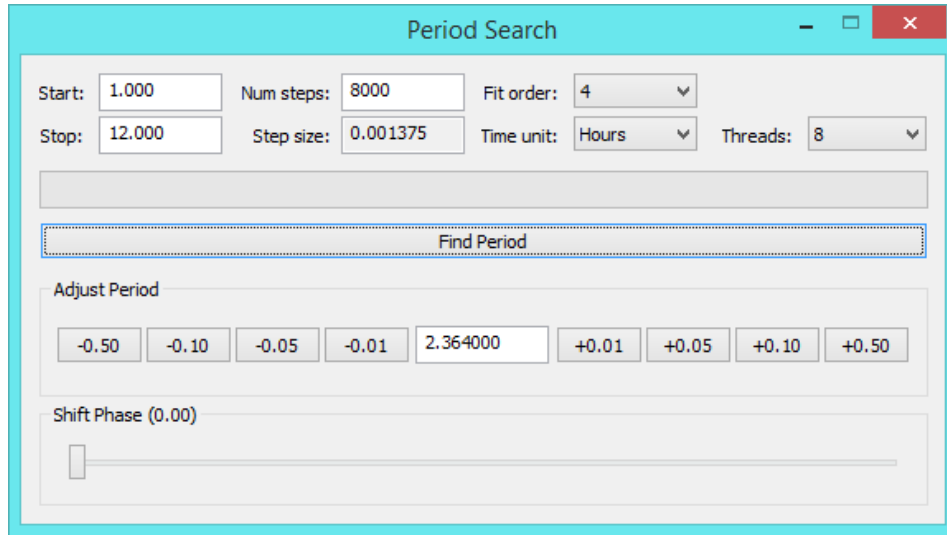 Period Search
Start: 1.000 Num steps: 8000 Fit order: 4
Stop: 12.000 Step size: 0.001375 Time unit: Hours Threads: 8
Find Period
Adjust Period
-0.50 -0.10 -0.05 -0.01 2.364000 +0.01 +0.05 +0.10 +0.50
Shift Phase (0.00)